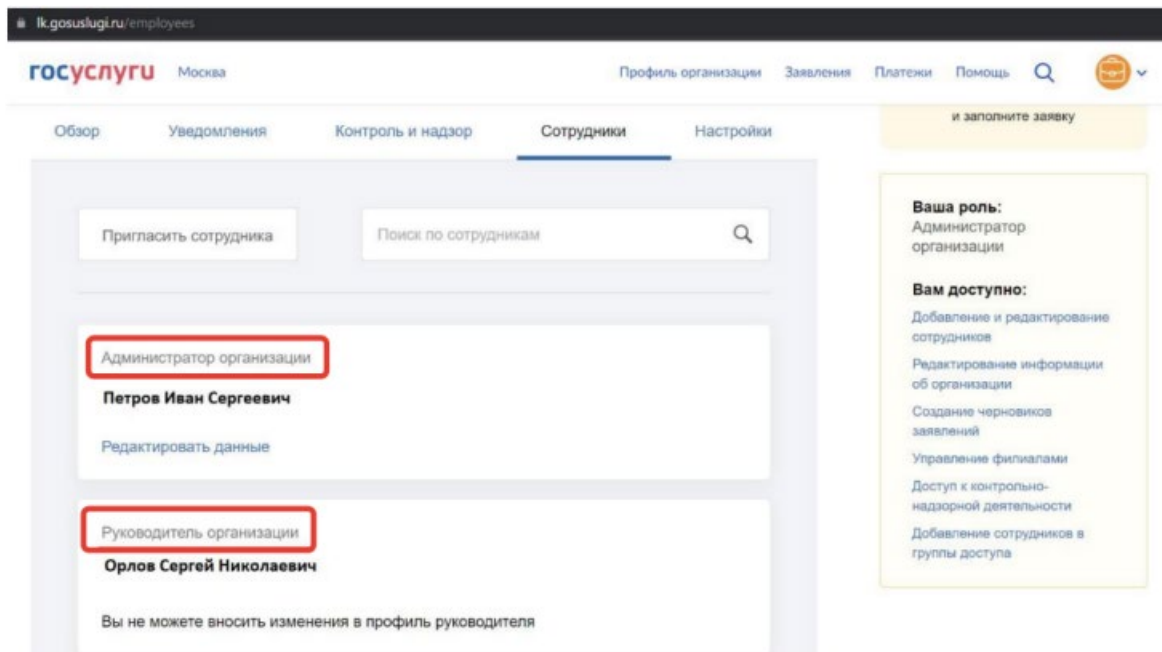 lk.gosuslugi.ru/employees
госуслуги Москва Профиль организации Заявления Платежи Помощь
Обзор Уведомления Контроль и надзор Сотрудники Настройки
и заполните заявку
Пригласить сотрудника
Поиск по сотрудникам
Администратор организации
Петров Иван Сергеевич
Редактировать данные
Руководитель организации
Орлов Сергей Николаевич
Вы не можете вносить изменения в профиль руководителя
Ваша роль:
Администратор
организации
Вам доступно:
Добавление и редактирование
сотрудников
Редактирование информации
об организации
Создание черновиков
заявлений
Управление филиалами
Доступ к контрольно-
надзорной деятельности
Добавление сотрудников в
группы доступа